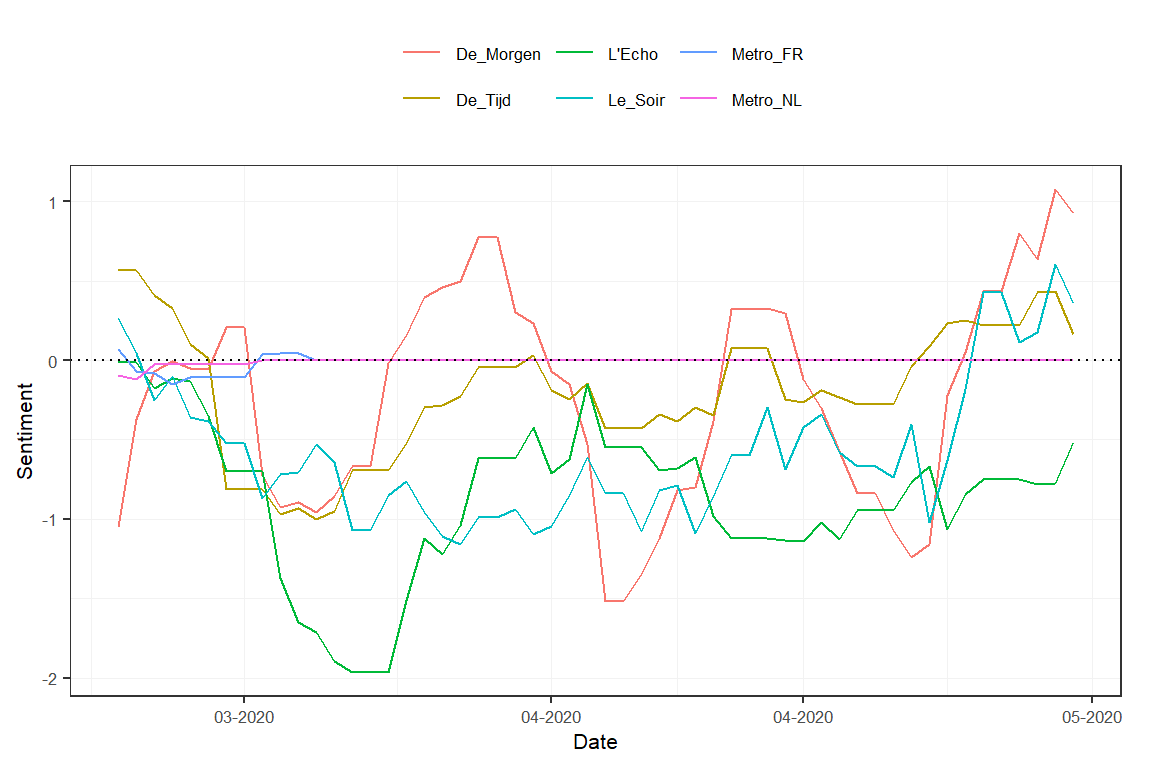 De_Morgen L'Echo Metro_FR
De_Tijd Le_Soir Metro_NL
1
0
-1
-2
Sentiment
03-2020 04-2020 04-2020 05-2020
Date